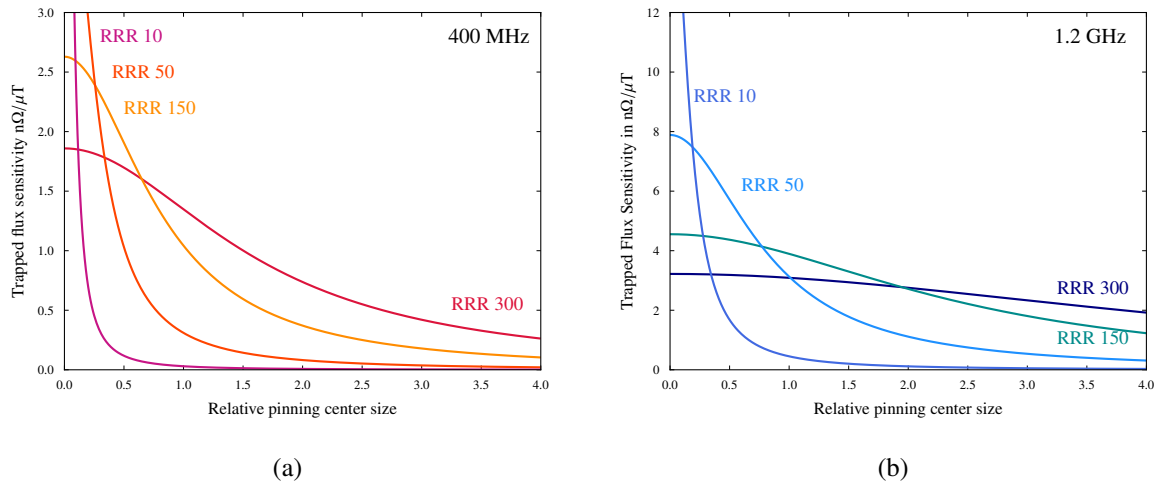 400 MHz
RRR 10
RRR 50
RRR 150
RRR 300
3.0
2.5
2.0
1.5
1.0
0.5
0.0
Trapped flux sensitivity nΩ/μT
0.0 0.5 1.0 1.5 2.0 2.5 3.0 3.5 4.0
Relative pinning center size
(a)
1.2 GHz
RRR 10
RRR 50
RRR 300
RRR 150
12
10
8
6
4
2
0
Trapped Flux Sensitivity in nΩ/μT
0.0 0.5 1.0 1.5 2.0 2.5 3.0 3.5 4.0
Relative pinning center size
(b)